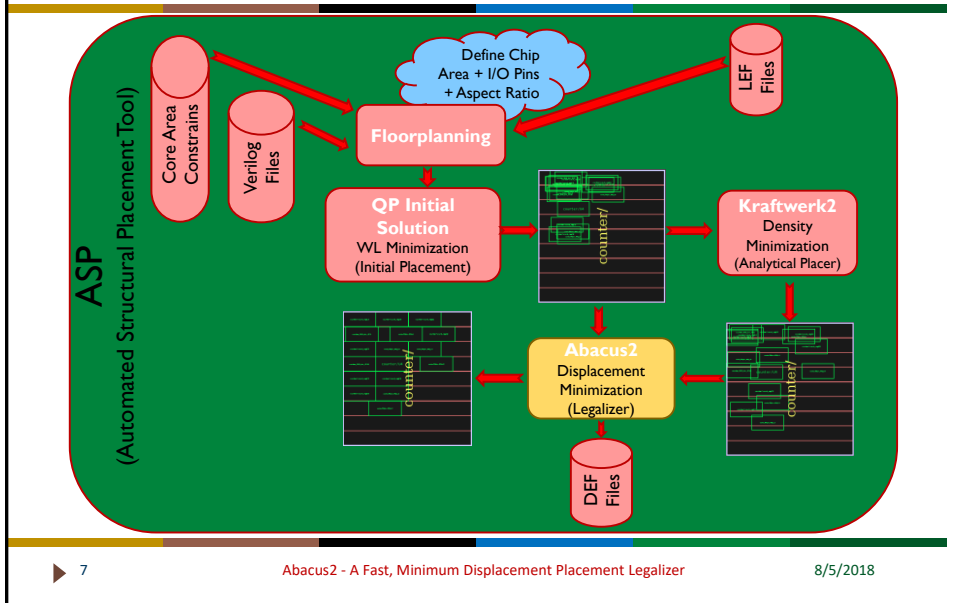 ASP
(Automated Structural Placement Tool)
Core Area
Constrains
Verilog
Files
Define Chip
Area + I/O Pins
+ Aspect Ratio
LEF
Files
Floorplanning
QP Initial
Solution
WL Minimization
(Initial Placement)
counter/
Kraftwerk2
Density
Minimization
(Analytical Placer)
counter/
Abacus2
Displacement
Minimization
(Legalizer)
counter/
DEF
Files
7
Abacus2 - A Fast, Minimum Displacement Placement Legalizer
8/5/2018